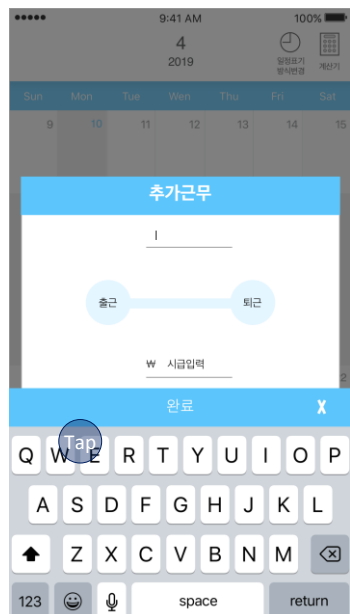 9:41 AM 100%
4
2019
일정표기
방식변경 계산기
Sun Mon Tue Wen Thu Fri Sat
9 10 11 12 13 14 15
추가근무
출근 퇴근
₩ 시급입력
2
완료 X
Tap
Q W E R T Y U I O P
A S D F G H J K L
Z X C V B N M
123 space return